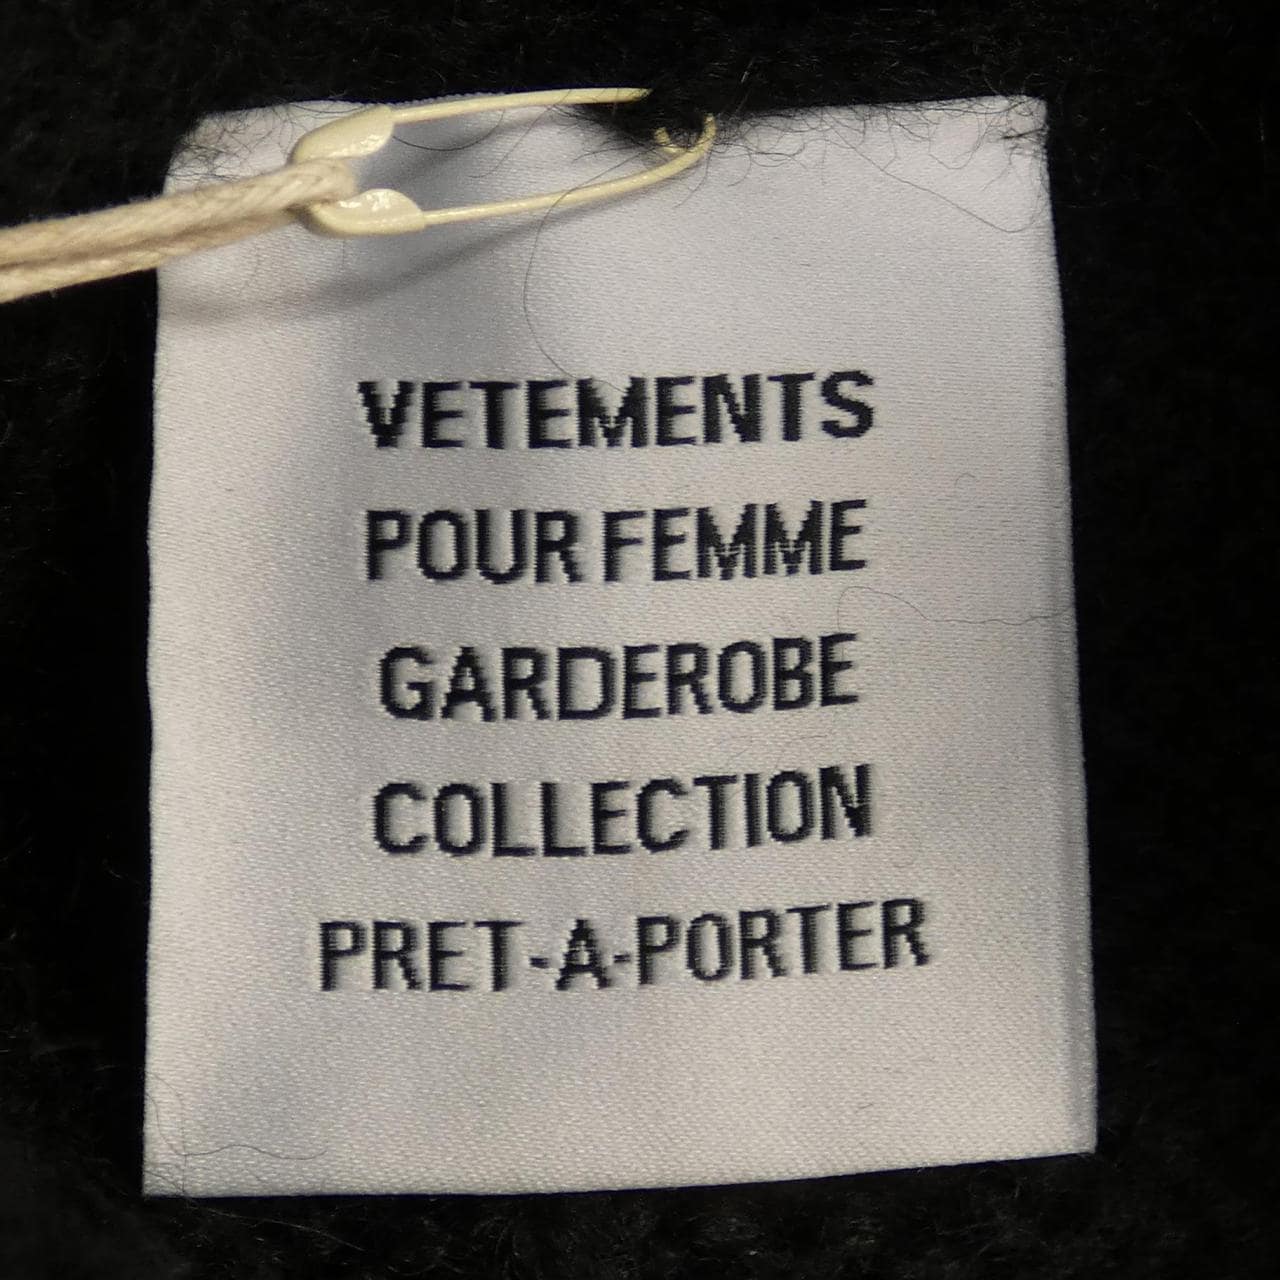 VETEMENTS
POUR FEMME
GARDEROBE
COLLECTION
PRET-A-PORTER